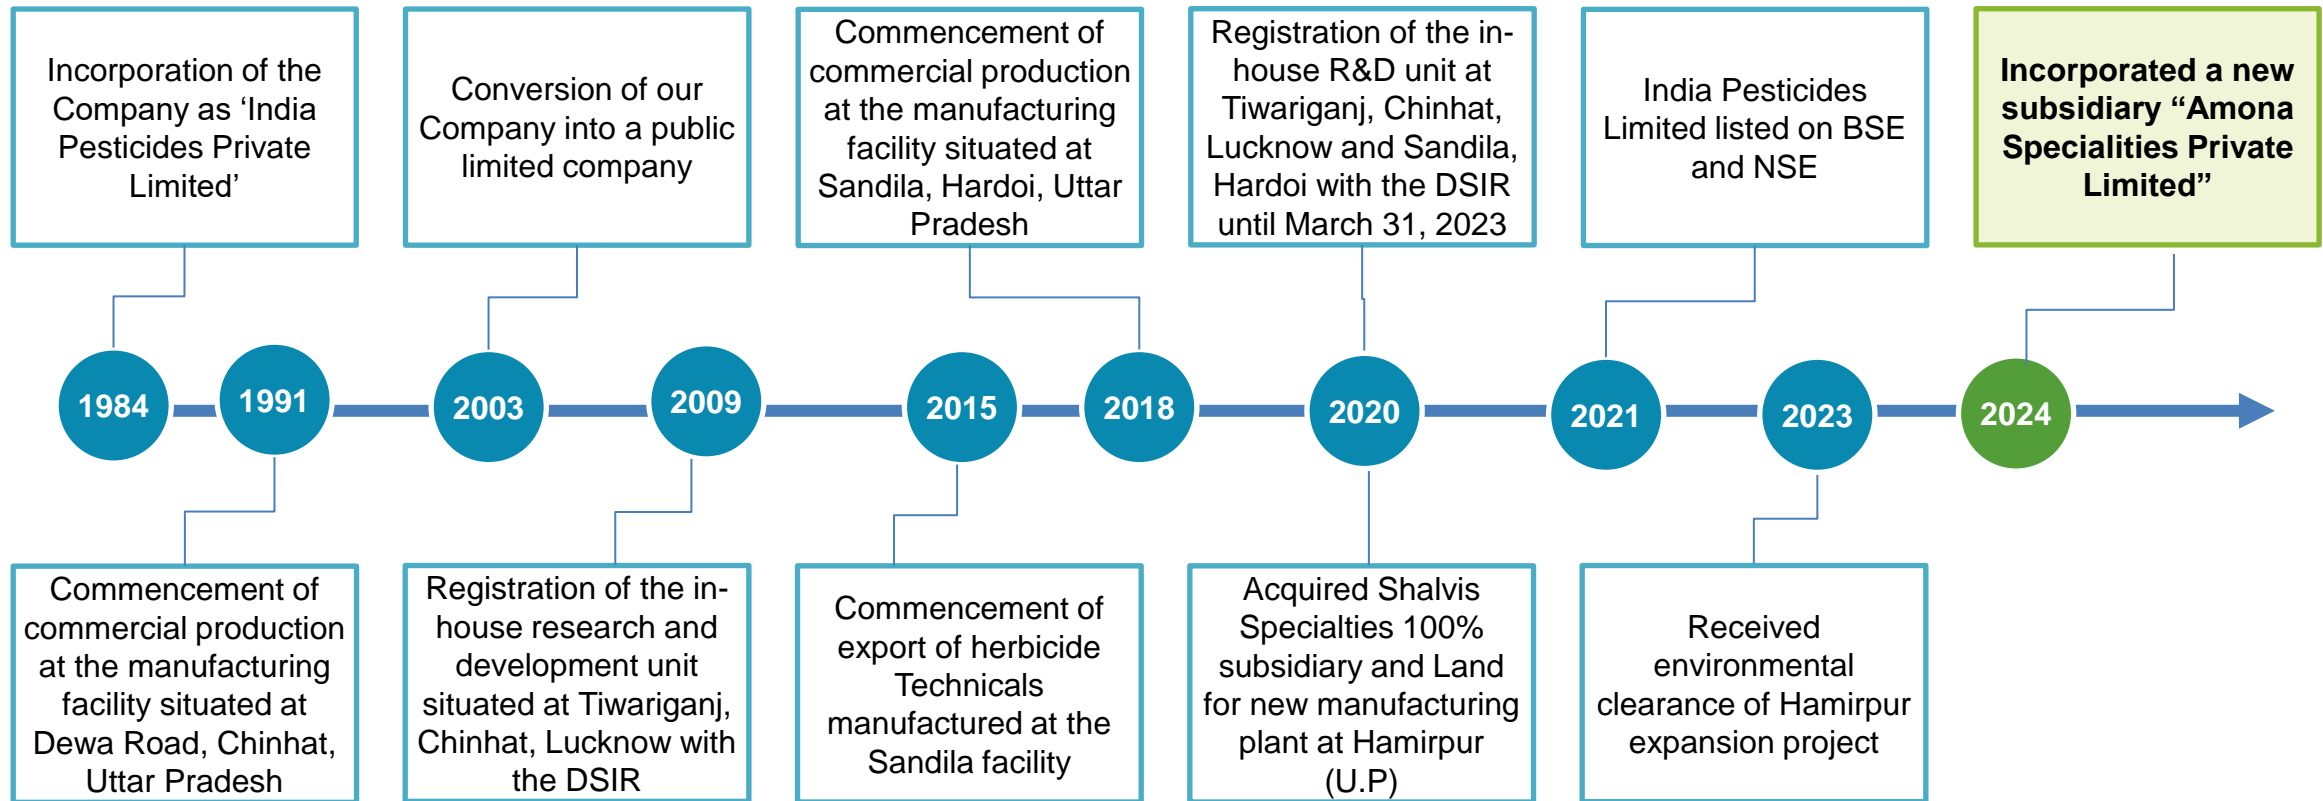 Incorporation of the
Company as ‘India
Pesticides Private
Limited’
Conversion of our
Company into a public
limited company
Commencement of
commercial production
at the manufacturing
facility situated at
Sandila, Hardoi, Uttar
Pradesh
Registration of the in-
house R&D unit at
Tiwariganj, Chinhat,
Lucknow and Sandila,
Hardoi with the DSIR
until March 31, 2023
India Pesticides
Limited listed on BSE
and NSE
Incorporated a new
subsidiary “Amona
Specialities Private
Limited”
1984
1991
2003
2009
2015
2018
2020
2021
2023
2024
Commencement of
commercial production
at the manufacturing
facility situated at
Dewa Road, Chinhat,
Uttar Pradesh
Registration of the in-
house research and
development unit
situated at Tiwariganj,
Chinhat, Lucknow with
the DSIR
Commencement of
export of herbicide
Technicals
manufactured at the
Sandila facility
Acquired Shalvis
Specialties 100%
subsidiary and Land
for new manufacturing
plant at Hamirpur
(U.P)
Received
environmental
clearance of Hamirpur
expansion project